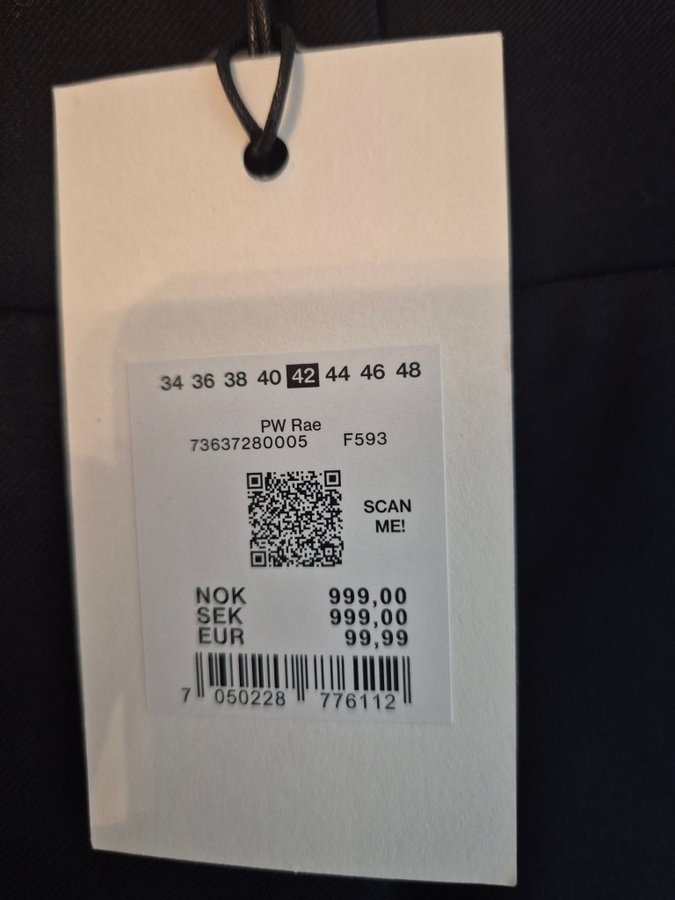 34 36 38 40 42 44 46 48
PW Rae
73637280005 F593
SCAN
ME!
NOK 999,00
SEK 999,00
EUR 99,99
7 050228 776112